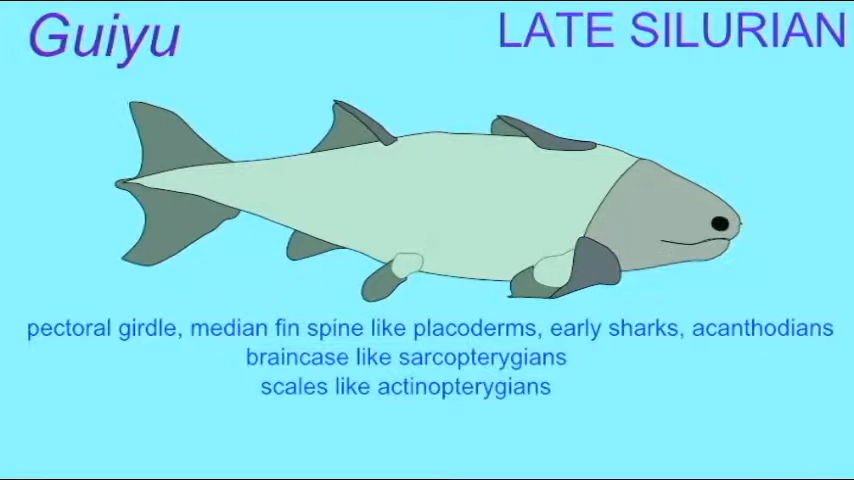 Guiyu
LATE SILURIAN
pectoral girdle, median fin spine like placoderms, early sharks, acanthodians
braincase like sarcopterygians
scales like actinopterygians